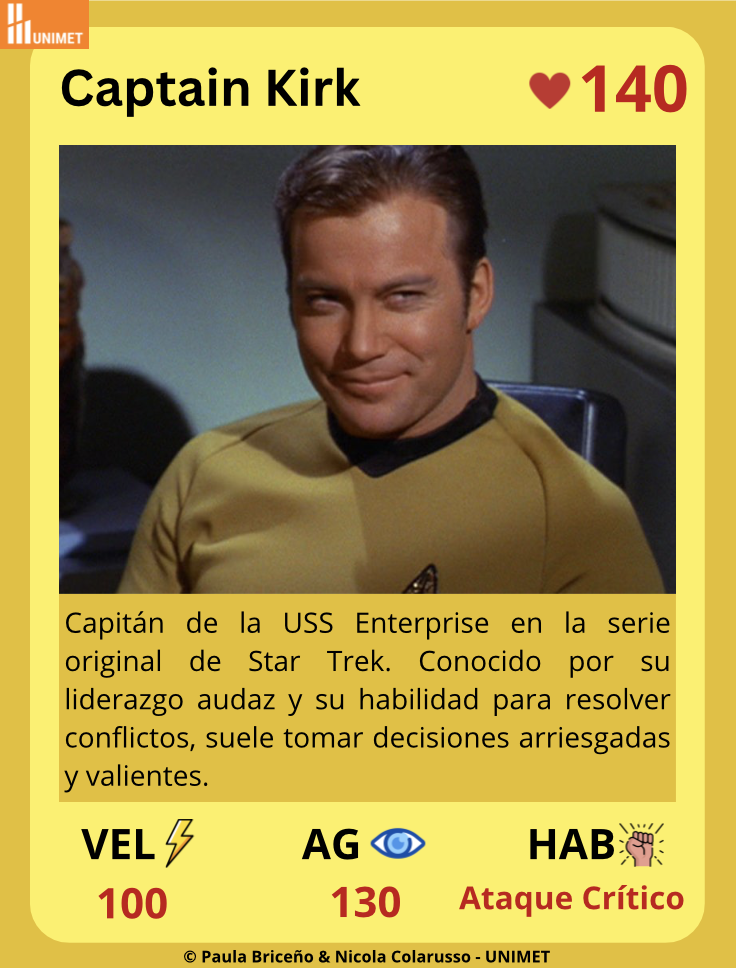 UNIMET
Captain Kirk
140
Capitán de la USS Enterprise en la serie
original de Star Trek. Conocido por su
liderazgo audaz y su habilidad para resolver
conflictos, suele tomar decisiones arriesgadas
y valientes.
VEL AG HAB
100 130 Ataque Crítico
© Paula Briceño & Nicola Colarusso - UNIMET